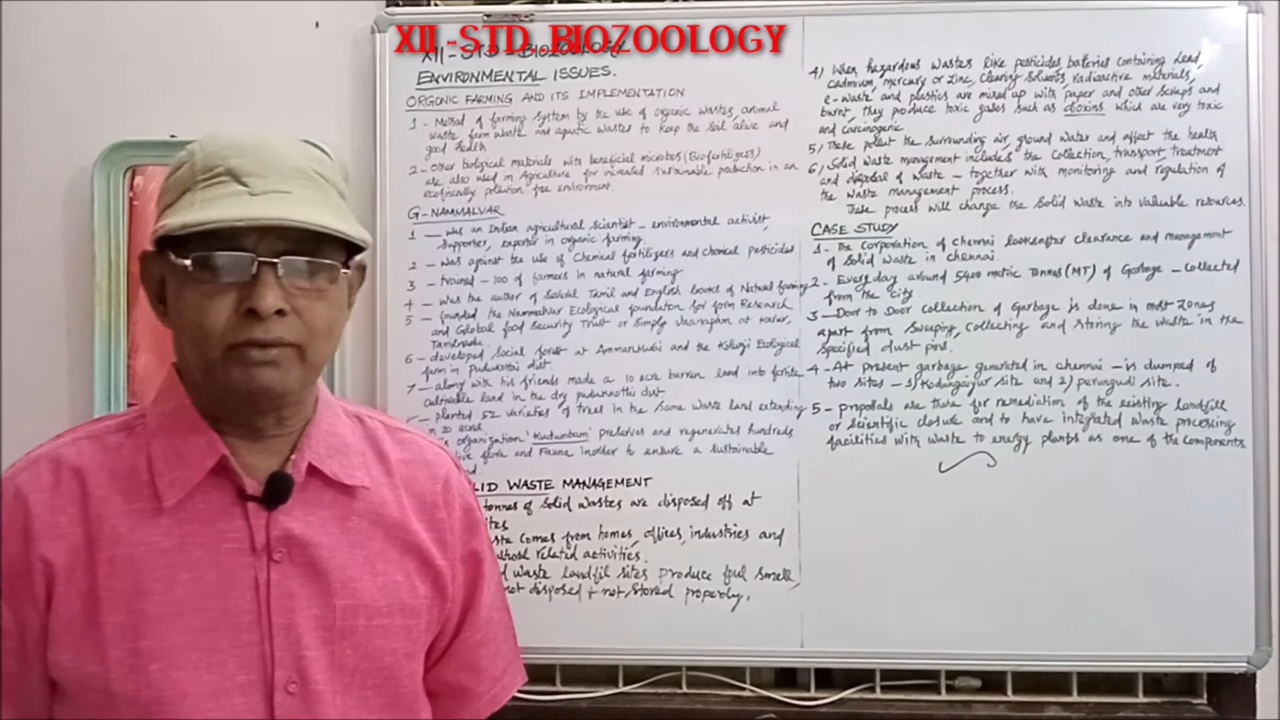 XII-STD BIOZOOLOGY
XII-STD-BIOZOOLOGY
ENVIRONMENTAL ISSUES.
ORGONIC FARMING AND ITS IMPLEMENTATION
1 - Method of farming system by the use of organic wastes, animal
waste, farm waste and aquatic wastes to keep the soil alive and
good health
2 - Other biological materials with beneficial microbes (Biofertilizers)
are also used in Agriculture for increased sustainable production in an
ecofriendly pollution free environment.
G-NAMMALVAR
1 — was an Indian agricultural scientist - environmental activist,
supporter, exporter in organic farming.
2 — was against the use of Chemical fertilizers and chemical pesticides
3 — trained - 100 of farmers in natural farming.
4 — was the author of several Tamil and English books of Natural farming
5 — founded the Nammalvar Ecological foundation for farm Research
and Global food Security Trust or simply Vaanagam at Karur,
Tamilnadu.
6 — developed social forest at and the Kolunji Ecological
farm in Pudukottai dist.
7 — along with his friends made a 10 acre barren land into fertile
cultivable land in the dry pudukottai dist
planted 52 varieties of trees in the same waste land extending
in 20 acres
organization 'Kudumbam' preserves and regenerates hundreds
flora and Fauna inorder to ensure a sustainable
LID WASTE MANAGEMENT
tonnes of solid wastes are disposed off at
ites
ste comes from homes, offices, industries and
related activities.
d waste landfil sites produce foul smell,
not disposed + not stored properly.
4) When hazardous wastes like pesticides bateries containing Lead,
cadmium, mercury or zinc, clearing solvents radioactive materials,
e-waste and plastics are mixed up with paper and other scraps and
burnt, they produce toxic gases such as dioxins which are very toxic
and Carcinogenic.
5) These pollute the surrounding air, ground water and affect the health
6) Solid waste management includes the collection, transport, treatment
and disposal of waste - together with monitoring and regulation of
the waste management process.
These process will change the solid waste into valuable resources.
CASE STUDY
1 - The corporation of chennai lookeafter clearance and management
of solid waste in chennai.
2 - Every day around 5400 metric Tonnes (MT) of Garbage - collected
from the city.
3 — Door to Door Collection of Garbage is done in most Zones
apart from sweeping, collecting and storing the waste in the
specified dust pins.
4 - At present garbage generated in chennai - is dumped of
two sites - 1) Kodungaiyur site and 2) perungudi site.
5 - proposals are there for remediation of the existing landfill
or scientific closure and to have integrated waste processing
facilities with waste to energy plants as one of the components